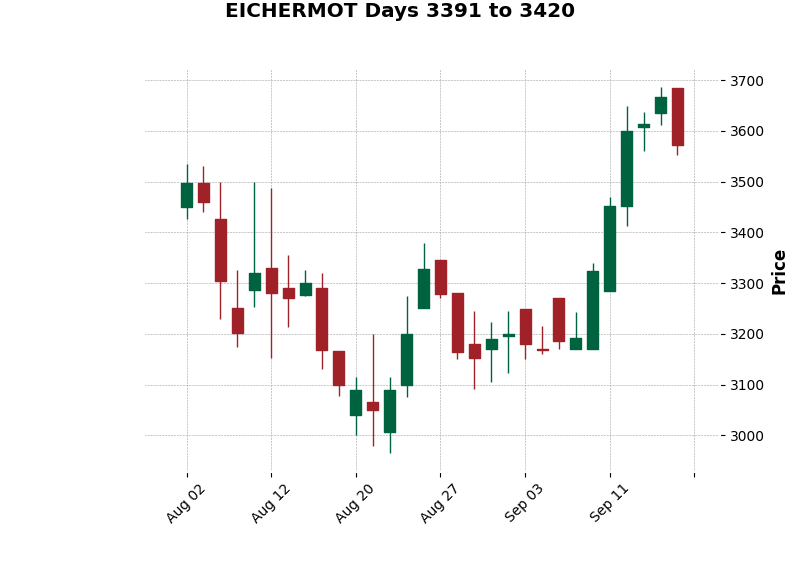 EICHERMOT Days 3391 to 3420
3700
3600
3500
3400
3300
3200
3100
3000
Price
Aug 02
Aug 12
Aug 20
Aug 27
Sep 03
Sep 11